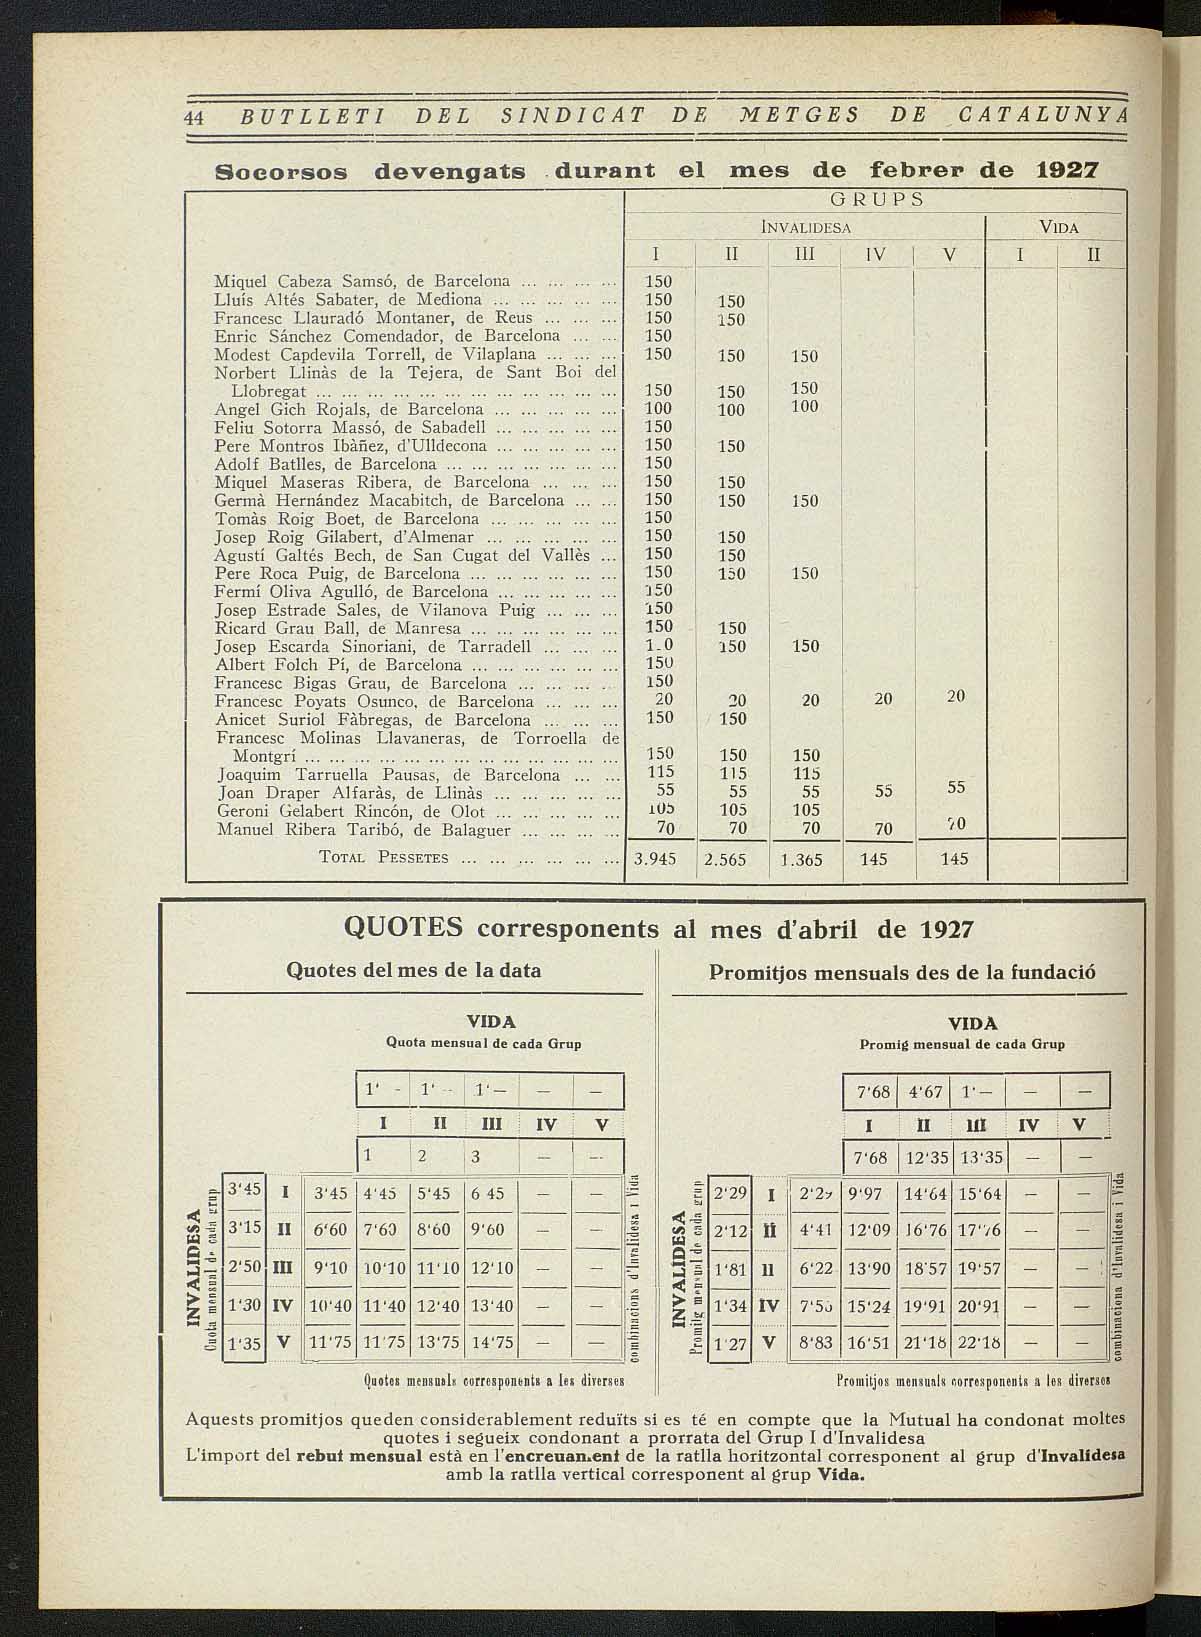 44 BUTLLETI DEL SINDICAT DE METGES DE CATALUNYA
Socorsos devengats durant el mes de febrer de 1927
GRUPS
INVALIDESA VIDA
I II III IV V I II
Miquel Cabeza Samsó, de Barcelona ... ... ... ... 150
Lluís Altés Sabater, de Mediona ... ... ... ... ... 150 150
Francesc Llauradó Montaner, de Reus ... ... ... 150 150
Enric Sánchez Comendador, de Barcelona ... ... 150
Modest Capdevila Torrell, de Vilaplana ... ... ... 150 150 150
Norbert Llinàs de la Tejera, de Sant Boi del
Llobregat ... ... ... ... ... ... ... ... ... ... ... ... 150 150 150
Angel Gich Rojals, de Barcelona ... ... ... ... ... 100 100 100
Feliu Sotorra Massó, de Sabadell ... ... ... ... ... 150
Pere Montros Ibàñez, d'Ulldecona ... ... ... ... ... 150 150
Adolf Batlles, de Barcelona ... ... ... ... ... ... ... 150
Miquel Maseras Ribera, de Barcelona ... ... ... 150 150
Germà Hernández Macabitch, de Barcelona ... ... 150 150 150
Tomàs Roig Boet, de Barcelona ... ... ... ... ... 150
Josep Roig Gilabert, d'Almenar ... ... ... ... ... 150 150
Agustí Galtés Bech, de San Cugat del Vallès ... 150 150
Pere Roca Puig, de Barcelona ... ... ... ... ... ... 150 150 150
Fermí Oliva Agulló, de Barcelona ... ... ... ... ... 150
Josep Estrade Sales, de Vilanova Puig ... ... ... 150
Ricard Grau Ball, de Manresa ... ... ... ... ... ... 150 150
Josep Escarda Sinoriani, de Tarradell ... ... ... 1_0 150 150
Albert Folch Pí, de Barcelona ... ... ... ... ... ... 150
Francesc Bigas Grau, de Barcelona ... ... ... ... 150
Francesc Poyats Osunco, de Barcelona ... ... ... 20 20 20 20 20
Anicet Suriol Fàbregas, de Barcelona ... ... ... 150 150
Francesc Molinas Llavaneras, de Torroella de
Montgrí ... ... ... ... ... ... ... ... ... ... ... ... ... 150 150 150
Joaquim Tarruella Pausas, de Barcelona ... ... 115 115 115
Joan Draper Alfaràs, de Llinàs ... ... ... ... ... 55 55 55 55 55
Geroni Gelabert Rincón, de Olot ... ... ... ... ... 105 105 105
Manuel Ribera Taribó, de Balaguer ... ... ... ... 70 70 70 70 70
TOTAL PESSETES ... ... ... ... ... ... 3.945 2.565 1.365 145 145
QUOTES corresponents al mes d'abril de 1927
Quotes del mes de la data
VIDA
Quota mensual de cada Grup
1' - 1' - 1'— — —
I II III IV V
1 2 3 — —
INVALIDESA
Quota mensual de cada grup
3'45 I 3'45 4'45 5'45 6 45 — —
3'15 II 6'60 7'60 8'60 9'60 — —
2'50 III 9'10 10'10 11'10 12'10 — —
1'30 IV 10'40 11'40 12'40 13'40 — —
1'35 V 11'75 11'75 13'75 14'75 — —
combinacions d'Invalidesa i Vida
Quotes mensuals corresponents a les diverses
Promitjos mensuals des de la fundació
VIDA
Promig mensual de cada Grup
7'68 4'67 1'— — —
I II III IV V
7'68 12'35 13'35 — —
INVALIDESA
Promitg mensual de cada grup
2'29 I 2'29 9'97 14'64 15'64 — —
2'12 II 4'41 12'09 16'76 17'76 — —
1'81 II 6'22 13'90 18'57 19'57 — —
1'34 IV 7'5 15'24 19'91 20'91 — —
1'27 V 8'83 16'51 21'18 22'18 — —
combinaciona d'Invalidesa i Vida
Promitjos mensuals corresponents a les diverses
Aquests promitjos queden considerablement reduïts si es té en compte que la Mutual ha condonat moltes
quotes i segueix condonant a prorrata del Grup I d'Invalidesa
L'import del rebut mensual està en l'encreuament de la ratlla horitzontal corresponent al grup d'Invalidesa
amb la ratlla vertical corresponent al grup Vida.